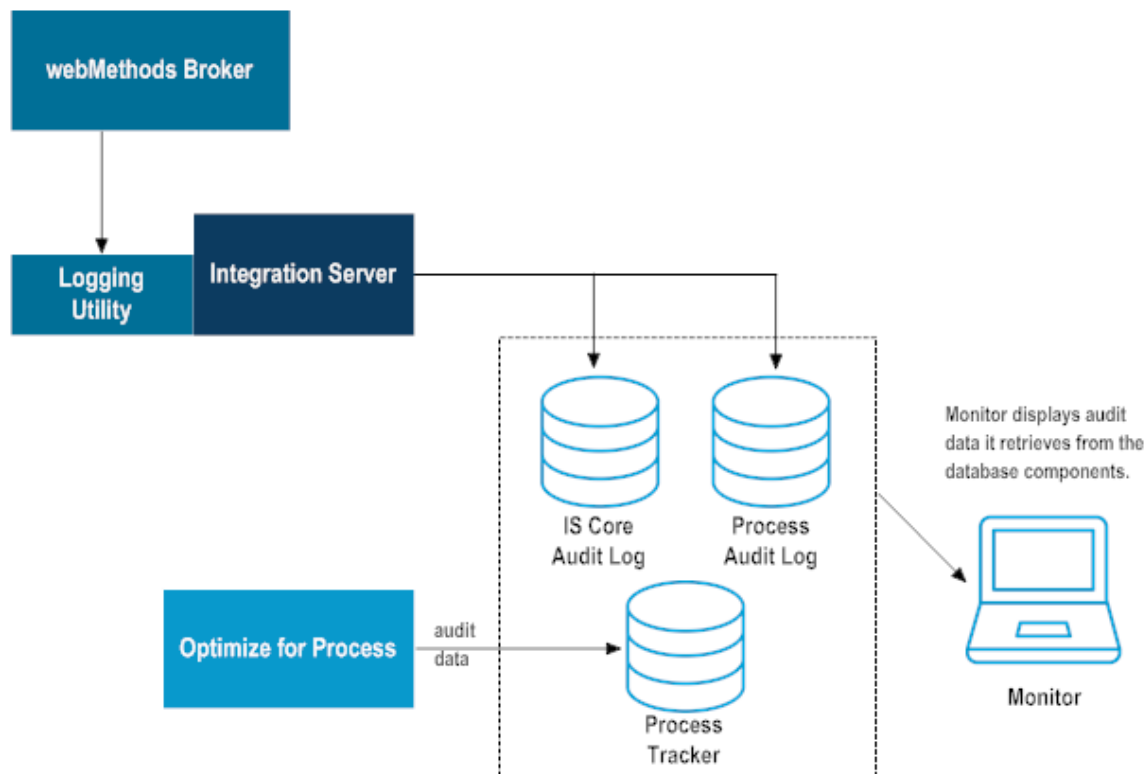 webMethods Broker
Logging
Utility
Integration Server
IS Core
Audit Log
Process
Audit Log
Monitor displays audit
data it retrieves from the
database components.
Optimize for Process
audit
data
Process
Tracker
Monitor